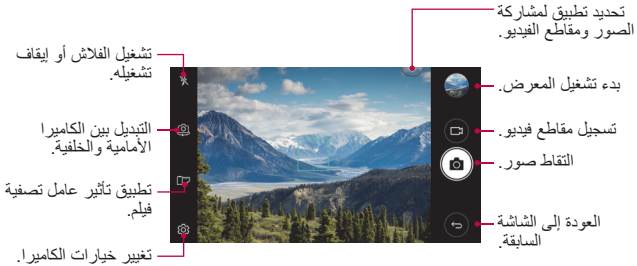 تحديد تطبيق لمشاركة
الصور ومقاطع الفيديو.
بدء تشغيل المعرض.
تسجيل مقاطع فيديو.
التقاط صور.
العودة إلى الشاشة
السابقة.
تشغيل الفلاش أو إيقاف
تشغيله.
التبديل بين الكاميرا
الأمامية والخلفية.
تطبيق تأثير عامل تصفية
فيلم.
تغيير خيارات الكاميرا.